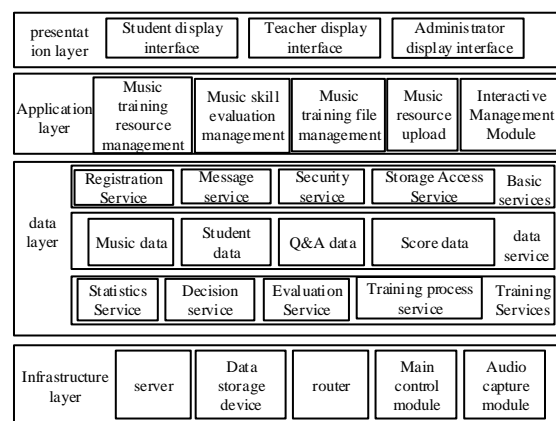 presentat
ion layer
Student display
interface
Teacher display
interface
Administrator
display interface
Application
layer
Music
training
resource
management
Music skill
evaluation
management
Music
training file
management
Music
resource
upload
Interactive
Management
Module
data
layer
Registration
Service
Message
service
Security
service
Storage Access
Service
Basic
services
Music data
Student
data
Q&A data
Score data
data
service
Statistics
Service
Decision
service
Evaluation
Service
Training process
service
Training
Services
Infrastructure
layer
server
Data
storage
device
router
Main
control
module
Audio
capture
module